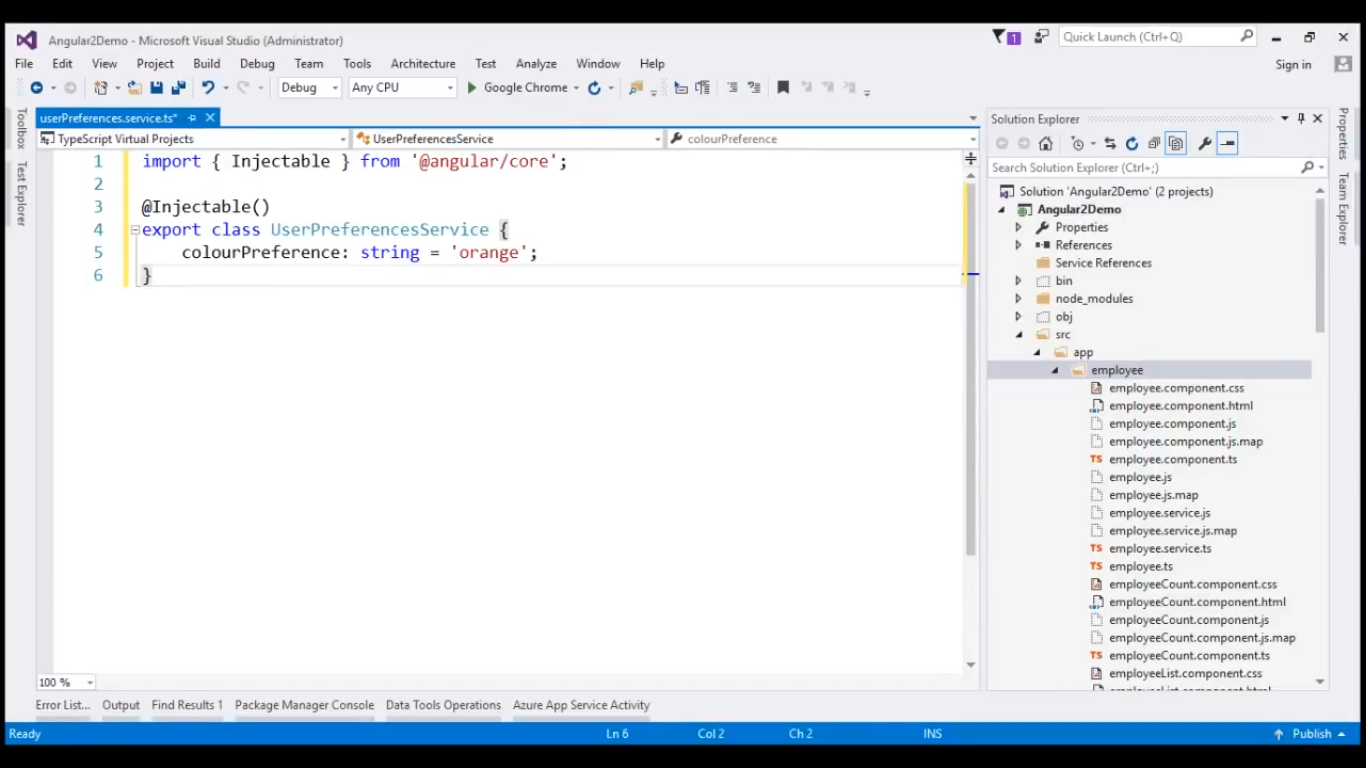 Angular2Demo - Microsoft Visual Studio (Administrator)
1
Quick Launch (Ctrl+Q)
File Edit View Project Build Debug Team Tools Architecture Test Analyze Window Help
Sign in
Debug Any CPU Google Chrome
Toolbox
Test Explorer
userPreferences.service.ts*
TypeScript Virtual Projects UserPreferencesService colourPreference
1 import { Injectable } from '@angular/core';
2
3 @Injectable()
4 export class UserPreferencesService {
5 colourPreference: string = 'orange';
6 }
100 %
Solution Explorer
Search Solution Explorer (Ctrl+;)
Solution 'Angular2Demo' (2 projects)
Angular2Demo
Properties
References
Service References
bin
node_modules
obj
src
app
employee
employee.component.css
employee.component.html
employee.component.js
employee.component.js.map
TS employee.component.ts
employee.js
employee.js.map
employee.service.js
employee.service.js.map
TS employee.service.ts
TS employee.ts
employeeCount.component.css
employeeCount.component.html
employeeCount.component.js
employeeCount.component.js.map
TS employeeCount.component.ts
employeeList.component.css
Properties
Team Explorer
Error List... Output Find Results 1 Package Manager Console Data Tools Operations Azure App Service Activity
Ready Ln 6 Col 2 Ch 2 INS Publish